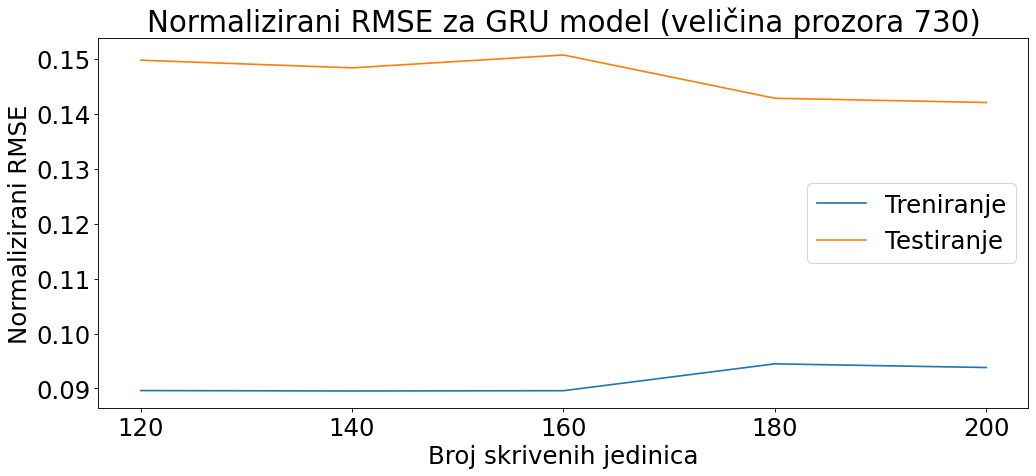 Normalizirani RMSE za GRU model (veličina prozora 730)
Normalizirani RMSE
0.15
0.14
0.13
0.12
0.11
0.10
0.09
Treniranje
Testiranje
120 140 160 180 200
Broj skrivenih jedinica